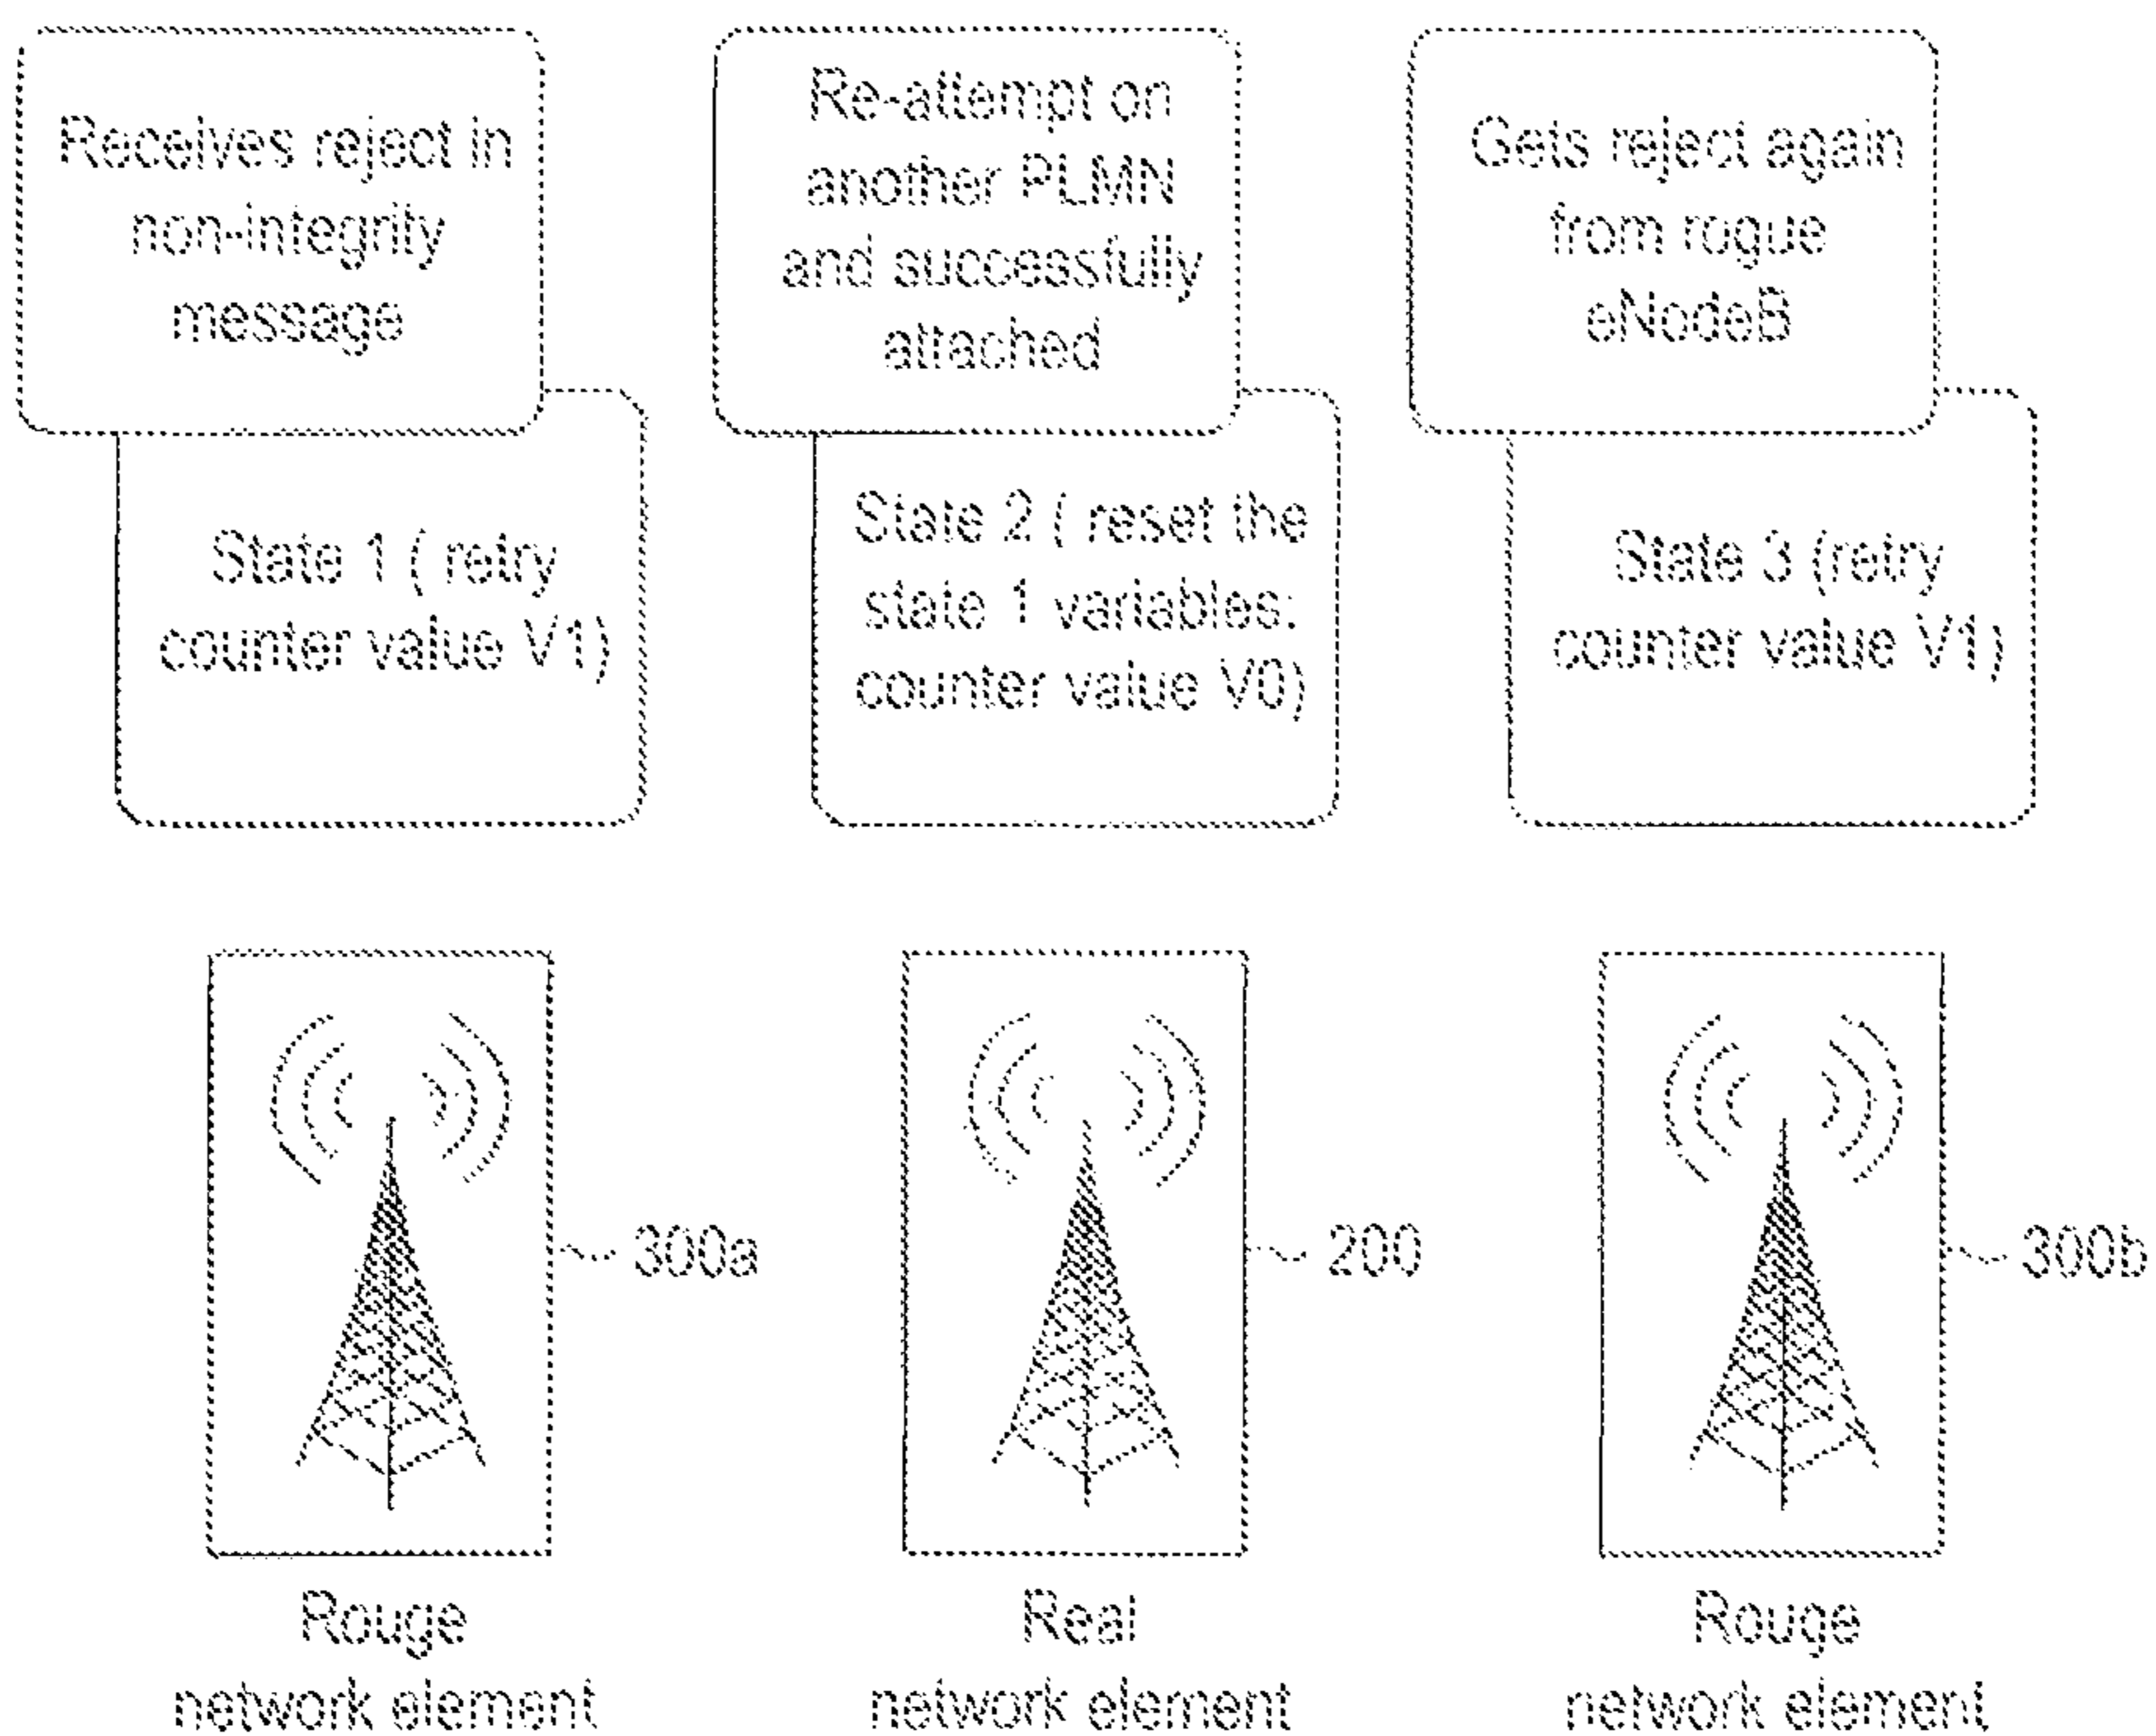 Receives reject in
non-integrity
message
State 1 ( retry
counter value V1)
Re-attempt on
another PLMN
and successfully
attached
State 2 ( reset the
state 1 variables:
counter value V0)
Gets reject again
from rogue
eNodeB
State 3 (retry
counter value V1)
300a
Rouge
network element
200
Real
network element
300b
Rouge
network element